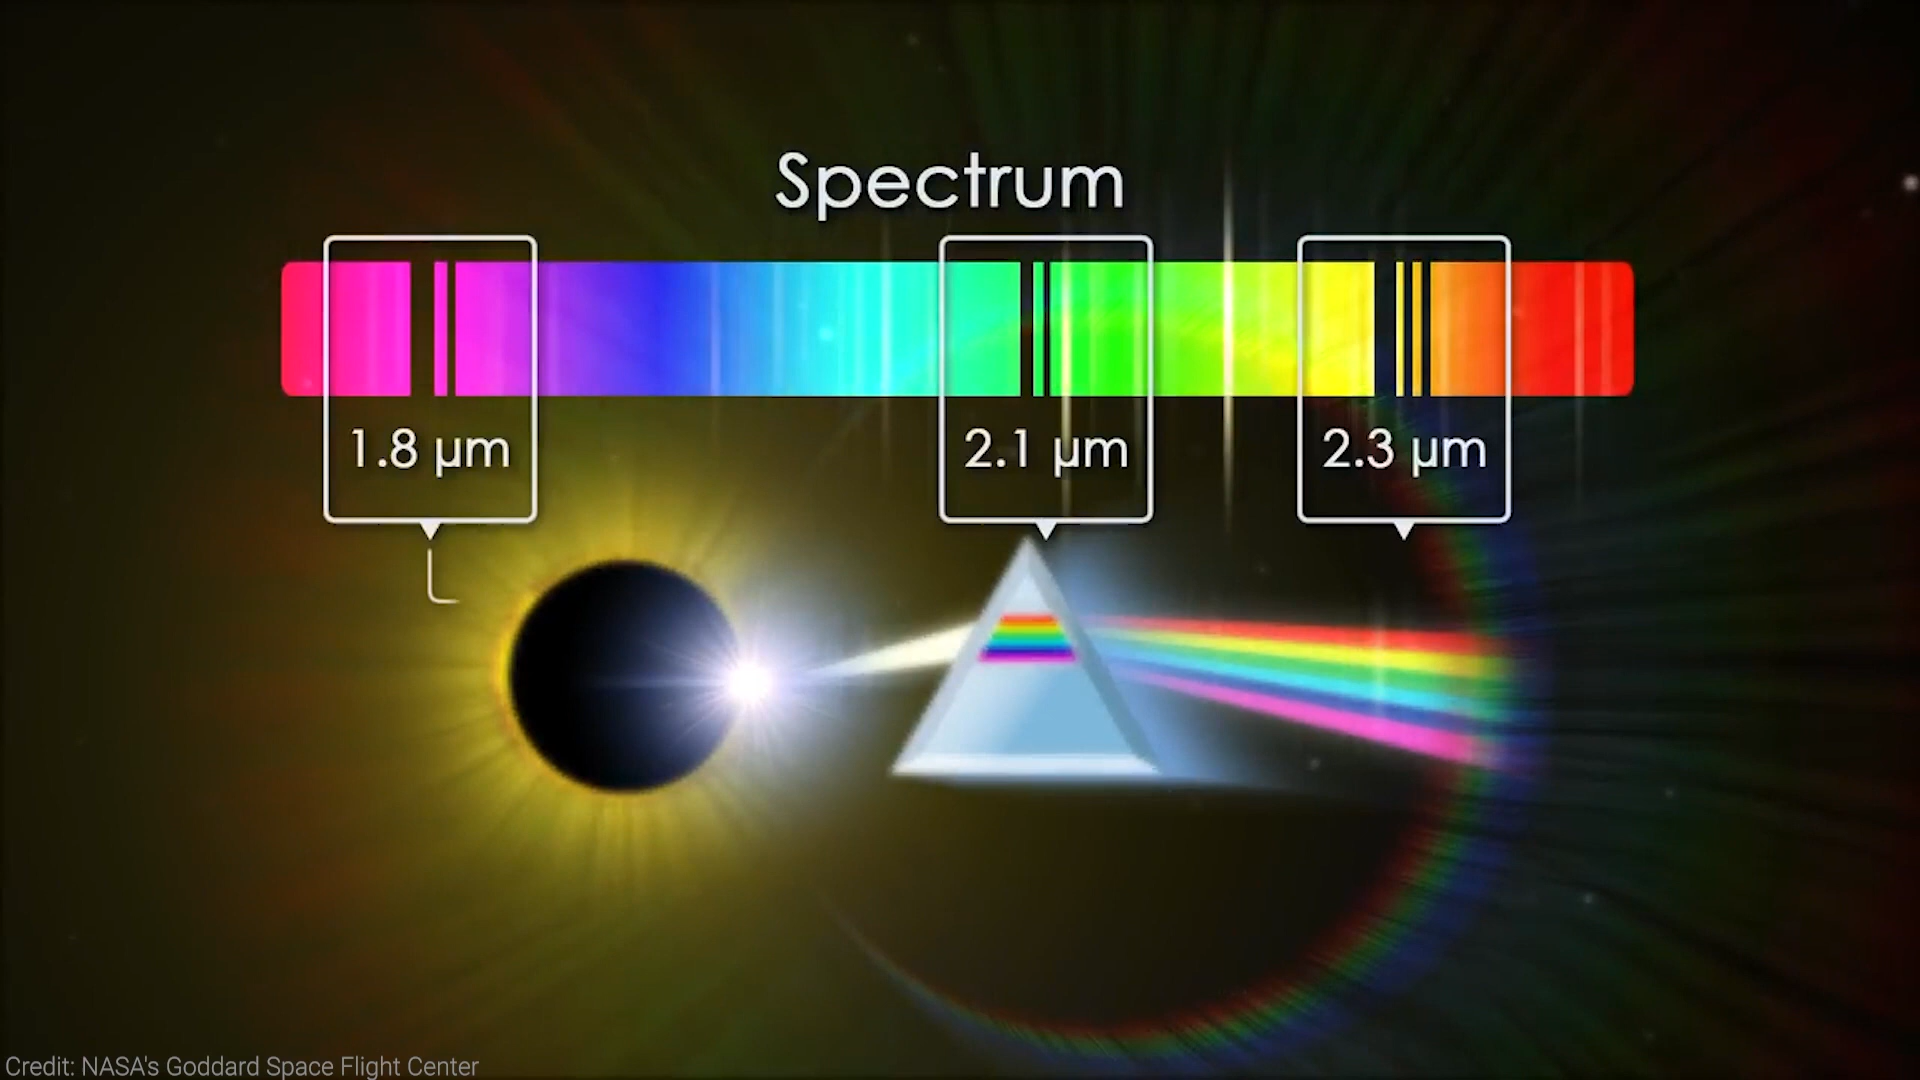 Spectrum
1.8 µm
2.1 µm
2.3 µm
Credit: NASA's Goddard Space Flight Center